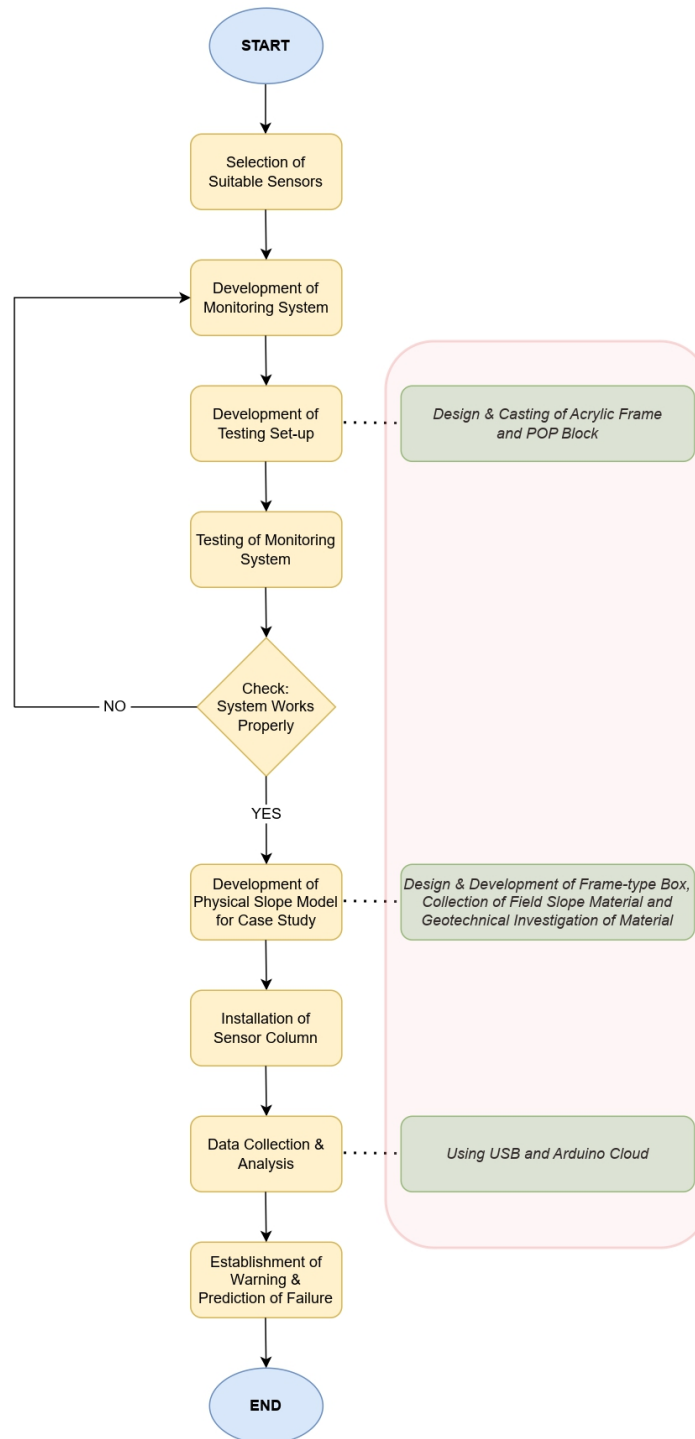 START
Selection of
Suitable Sensors
Development of
Monitoring System
Development of
Testing Set-up
Design & Casting of Acrylic Frame
and POP Block
Testing of Monitoring
System
Check:
System Works
Properly
NO
YES
Development of
Physical Slope Model
for Case Study
Design & Development of Frame-type Box,
Collection of Field Slope Material and
Geotechnical Investigation of Material
Installation of
Sensor Column
Data Collection &
Analysis
Using USB and Arduino Cloud
Establishment of
Warning &
Prediction of Failure
END